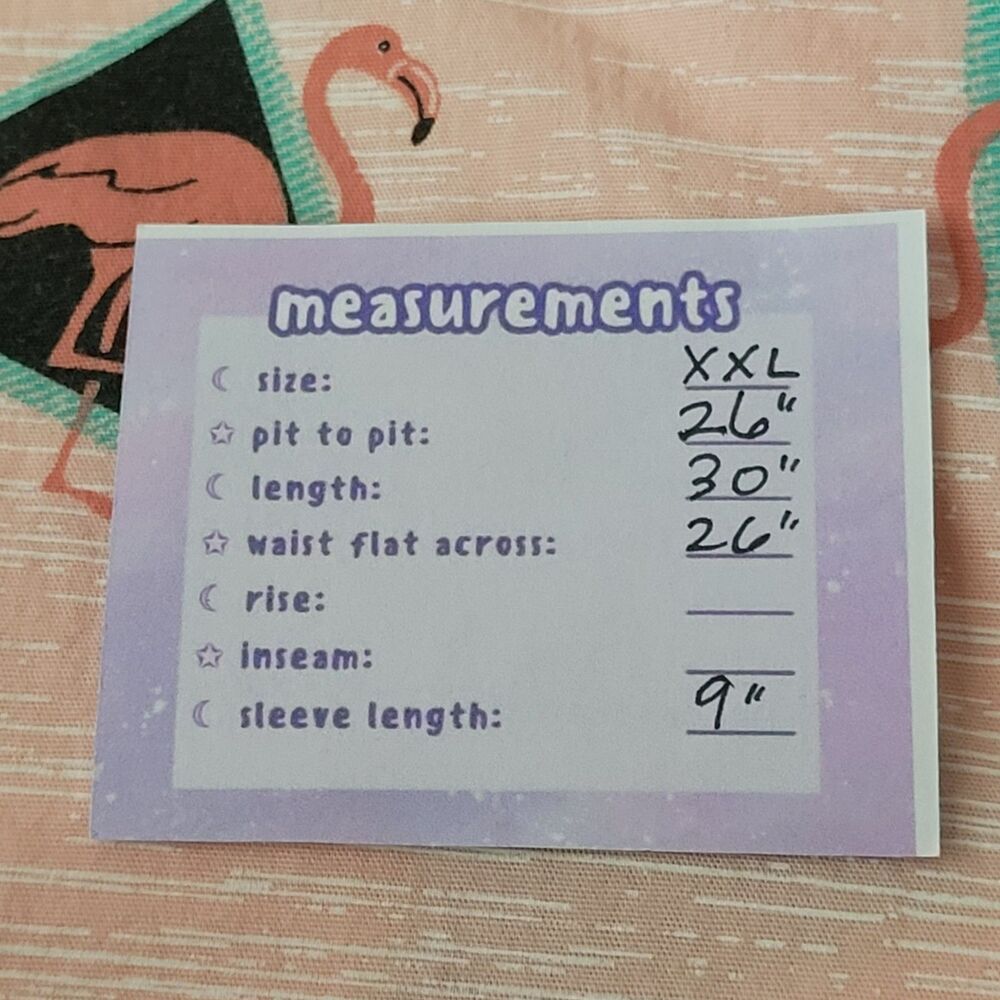 measurements
size: XXL
pit to pit: 26"
length: 30"
waist flat across: 26"
rise:
inseam:
sleeve length: 9"